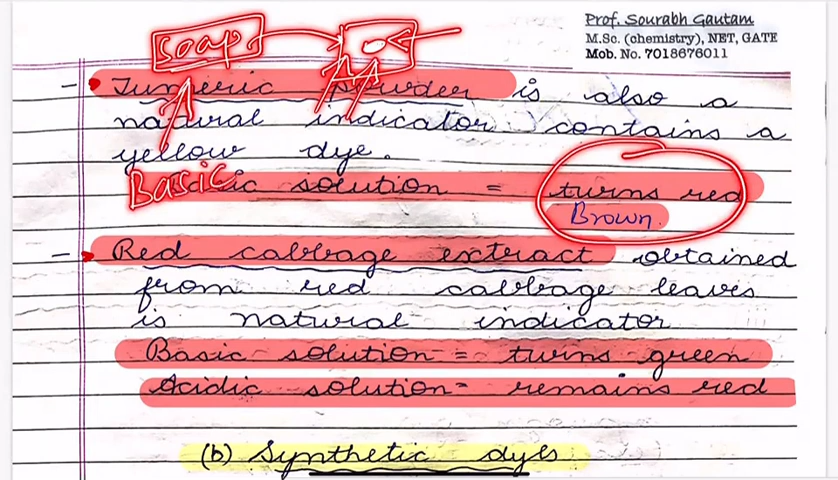 Prof. Sourabh Gautam
M.Sc. (chemistry), NET, GATE
Mob. No. 7018676011
soap
- Turmeric powder is also a
natural indicator contains a
yellow dye.
Basic solution = turns red
Brown.
- Red cabbage extract obtained
from red cabbage leaves
is natural indicator
Basic solution = turns green
Acidic solution = remains red
(b) Synthetic dyes